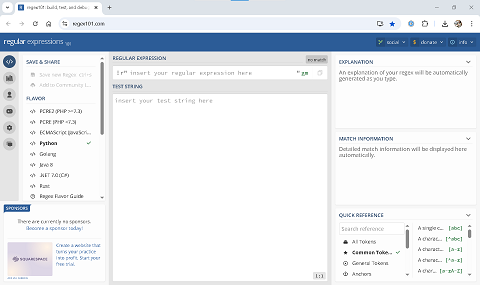 regex101: build, test, and debu...
regex101.com
regular expressions 101
social
donate
info
SAVE & SHARE
Save new Regex
Ctrl+S
Add to Community L...
FLAVOR
PCRE2 (PHP >=7.3)
PCRE (PHP <7.3)
ECMAScript (JavaScri...
Python
Golang
Java 8
.NET 7.0 (C#)
Rust
Regex Flavor Guide
SPONSORS
There are currently no sponsors.
Become a sponsor today!
SQUARESPACE
Create a website that
turns your practice
into profit. Start your
free trial.
REGULAR EXPRESSION
no match
r" insert your regular expression here " gm
TEST STRING
insert your test string here
1:1
EXPLANATION
An explanation of your regex will be automatically
generated as you type.
MATCH INFORMATION
Detailed match information will be displayed here
automatically.
QUICK REFERENCE
Search reference
All Tokens
Common Toke...
General Tokens
Anchors
A single c... [abc]
A charac... [^abc]
A charact... [a-z]
A charac... [^a-z]
A char... [a-zA-Z]